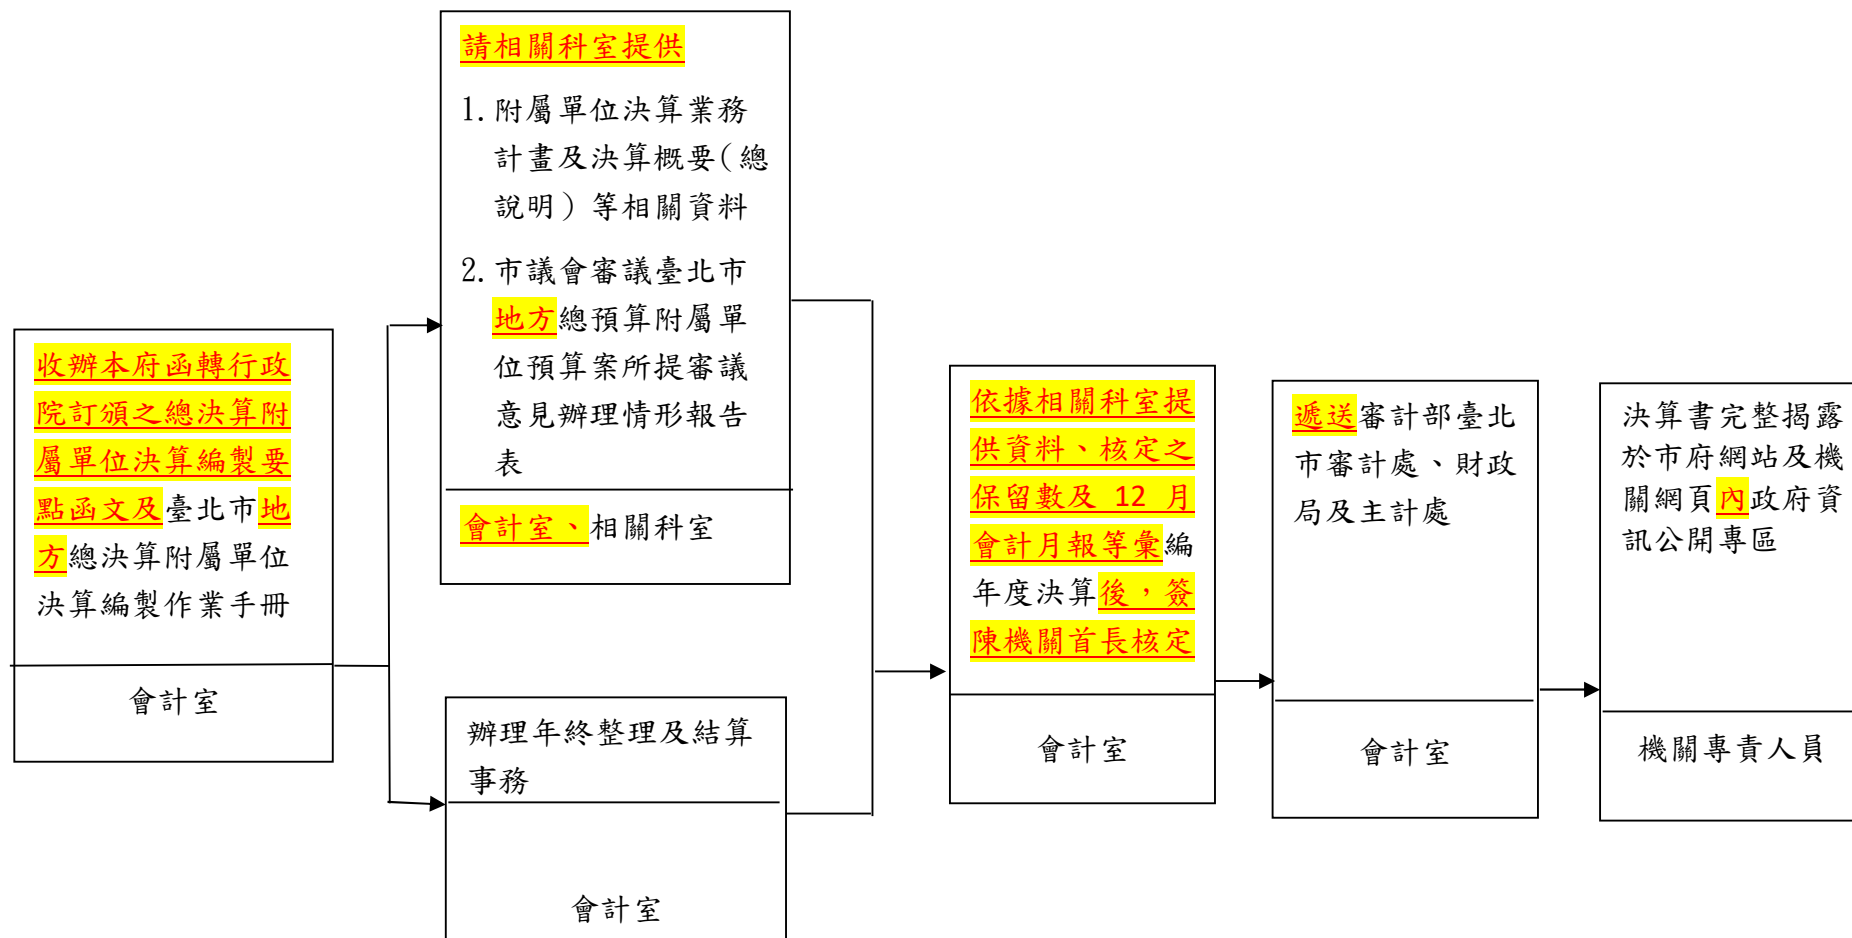 收辦本府函轉行政
院訂頒之總決算附
屬單位決算編製要
點函文及臺北市地
方總決算附屬單位
決算編製作業手冊
會計室
請相關科室提供
1. 附屬單位決算業務
計畫及決算概要(總
說明)等相關資料
2. 市議會審議臺北市
地方總預算附屬單
位預算案所提審議
意見辦理情形報告
表
會計室、相關科室
辦理年終整理及結算
事務
會計室
依據相關科室提
供資料、核定之
保留數及 12 月
會計月報等彙編
年度決算後,簽
陳機關首長核定
會計室
遞送審計部臺北
市審計處、財政
局及主計處
會計室
決算書完整揭露
於市府網站及機
關網頁內政府資
訊公開專區
機關專責人員